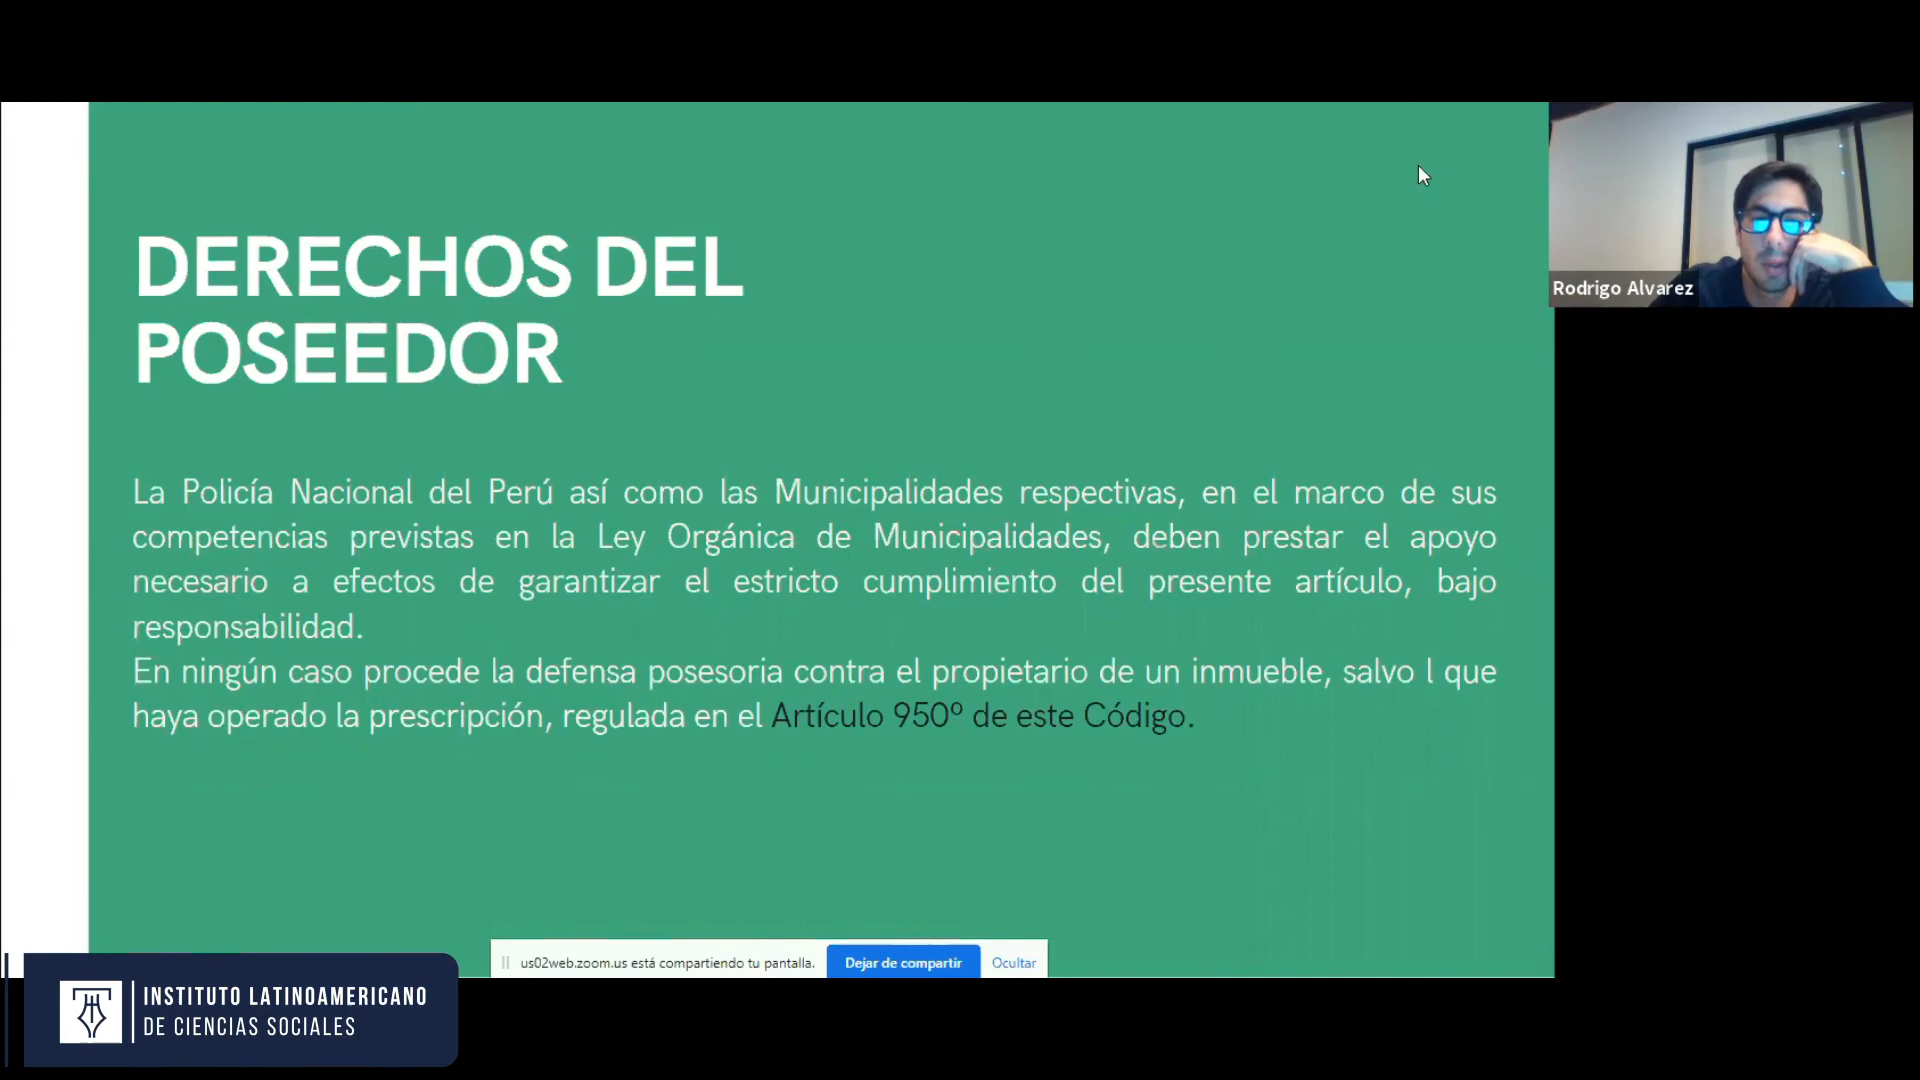 DERECHOS DEL
POSEEDOR
La Policía Nacional del Perú así como las Municipalidades respectivas, en el marco de sus
competencias previstas en la Ley Orgánica de Municipalidades, deben prestar el apoyo
necesario a efectos de garantizar el estricto cumplimiento del presente artículo, bajo
responsabilidad.
En ningún caso procede la defensa posesoria contra el propietario de un inmueble, salvo l que
haya operado la prescripción, regulada en el Artículo 950º de este Código.
Rodrigo Alvarez
us02web.zoom.us está compartiendo tu pantalla.
Dejar de compartir
Ocultar
INSTITUTO LATINOAMERICANO
DE CIENCIAS SOCIALES